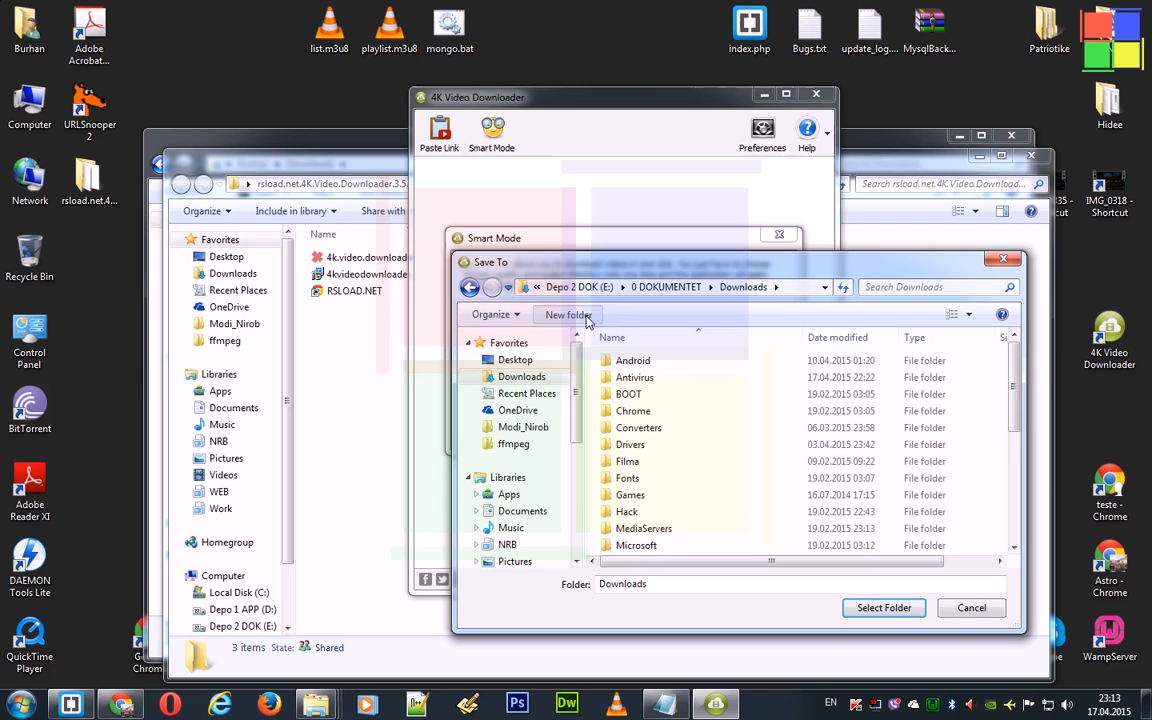 Burhan
Adobe
Acrobat...
list.m3u8
playlist.m3u8
mongo.bat
index.php
Bugs.txt
update_log....
MysqlBack...
Patriotike
Computer
URLSnooper
2
Hidee
Network
rsload.net.4...
Recycle Bin
IMG_0318 -
Shortcut
Control
Panel
4K Video
Downloader
BitTorrent
Adobe
Reader XI
teste -
Chrome
DAEMON
Tools Lite
Astro -
Chrome
QuickTime
Player
WampServer
4K Video Downloader
Paste Link
Smart Mode
Preferences
Help
rsload.net.4K.Video.Downloader.3.5.
Search rsload.net.4K.Video.Download...
Organize
Include in library
Share with
Favorites
Desktop
Downloads
Recent Places
OneDrive
Modi_Nirob
ffmpeg
Libraries
Apps
Documents
Music
NRB
Pictures
Videos
WEB
Work
Homegroup
Computer
Local Disk (C:)
Depo 1 APP (D:)
Depo 2 DOK (E:)
Name
4k.video.download
4kvideodownloade
RSLOAD.NET
3 items State: Shared
Smart Mode
Save To
« Depo 2 DOK (E:) 0 DOKUMENTET Downloads
Search Downloads
Organize
New folder
Favorites
Desktop
Downloads
Recent Places
OneDrive
Modi_Nirob
ffmpeg
Libraries
Apps
Documents
Music
NRB
Pictures
Name Date modified Type Si
Android 10.04.2015 01:20 File folder
Antivirus 17.04.2015 22:22 File folder
BOOT 19.02.2015 03:05 File folder
Chrome 19.02.2015 03:05 File folder
Converters 06.03.2015 23:58 File folder
Drivers 03.04.2015 23:42 File folder
Filma 09.02.2015 09:22 File folder
Fonts 19.02.2015 03:07 File folder
Games 16.07.2014 17:15 File folder
Hack 19.02.2015 22:43 File folder
MediaServers 19.02.2015 23:13 File folder
Microsoft 19.02.2015 03:12 File folder
Folder: Downloads
Select Folder
Cancel
EN
23:13
17.04.2015